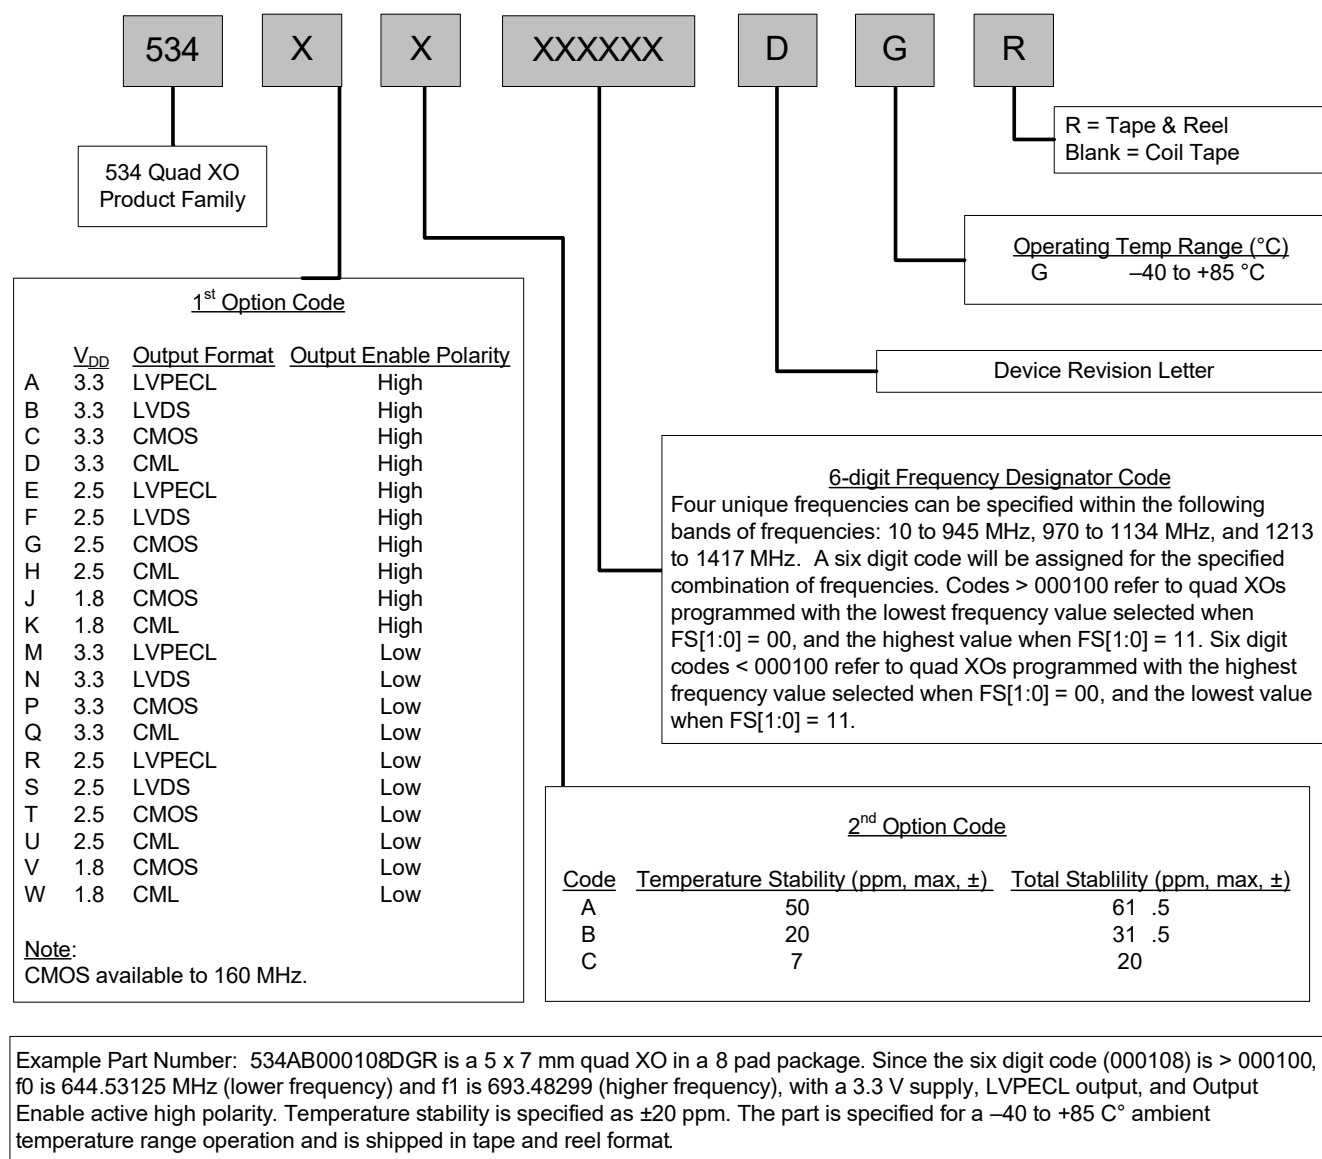 534 X X XXXXXX D G R
R = Tape & Reel
Blank = Coil Tape
534 Quad XO
Product Family
Operating Temp Range (°C)
G –40 to +85 °C
Device Revision Letter
1st Option Code
VDD Output Format Output Enable Polarity
A 3.3 LVPECL High
B 3.3 LVDS High
C 3.3 CMOS High
D 3.3 CML High
E 2.5 LVPECL High
F 2.5 LVDS High
G 2.5 CMOS High
H 2.5 CML High
J 1.8 CMOS High
K 1.8 CML High
M 3.3 LVPECL Low
N 3.3 LVDS Low
P 3.3 CMOS Low
Q 3.3 CML Low
R 2.5 LVPECL Low
S 2.5 LVDS Low
T 2.5 CMOS Low
U 2.5 CML Low
V 1.8 CMOS Low
W 1.8 CML Low
Note:
CMOS available to 160 MHz.
6-digit Frequency Designator Code
Four unique frequencies can be specified within the following
bands of frequencies: 10 to 945 MHz, 970 to 1134 MHz, and 1213
to 1417 MHz. A six digit code will be assigned for the specified
combination of frequencies. Codes > 000100 refer to quad XOs
programmed with the lowest frequency value selected when
FS[1:0] = 00, and the highest value when FS[1:0] = 11. Six digit
codes < 000100 refer to quad XOs programmed with the highest
frequency value selected when FS[1:0] = 00, and the lowest value
when FS[1:0] = 11.
2nd Option Code
Code Temperature Stability (ppm, max, ±) Total Stablility (ppm, max, ±)
A 50 61 .5
B 20 31 .5
C 7 20
Example Part Number: 534AB000108DGR is a 5 x 7 mm quad XO in a 8 pad package. Since the six digit code (000108) is > 000100,
f0 is 644.53125 MHz (lower frequency) and f1 is 693.48299 (higher frequency), with a 3.3 V supply, LVPECL output, and Output
Enable active high polarity. Temperature stability is specified as ±20 ppm. The part is specified for a –40 to +85 C° ambient
temperature range operation and is shipped in tape and reel format.